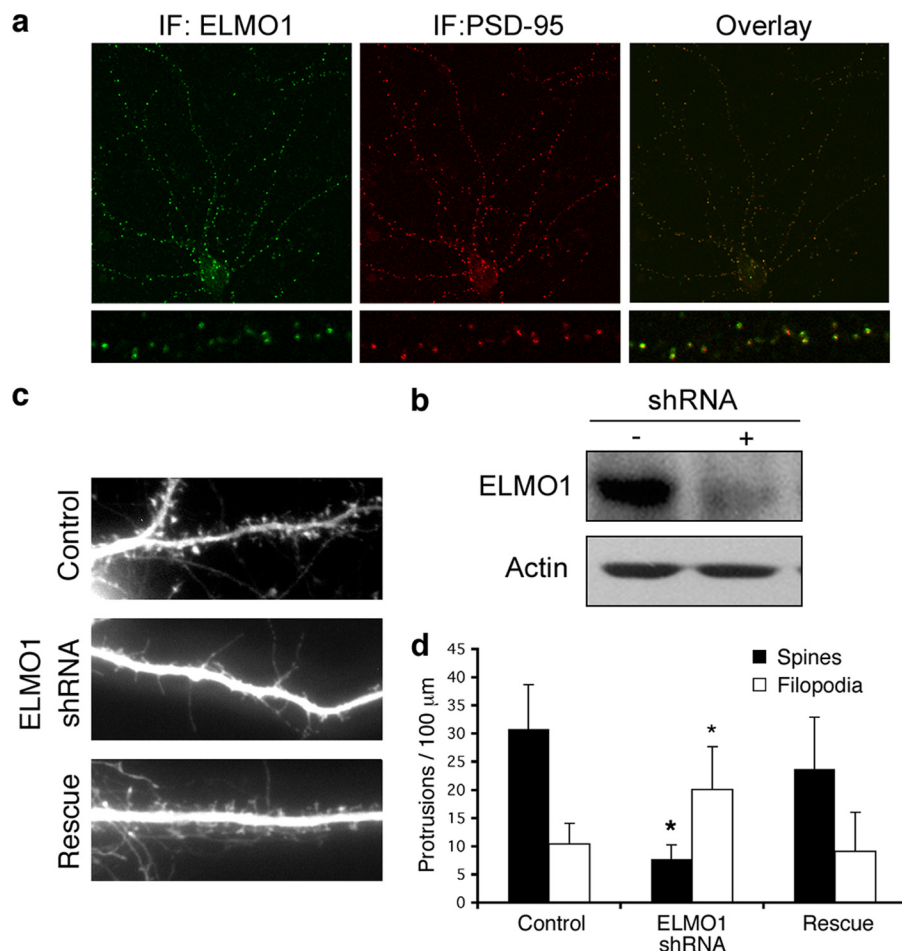 a
IF: ELMO1
IF:PSD-95
Overlay
c
Control
ELMO1
shRNA
Rescue
b
shRNA
- +
ELMO1
Actin
d
Protrusions / 100 µm
45
40
35
30
25
20
15
10
5
0
Spines
Filopodia
*
*
Control
ELMO1
shRNA
Rescue